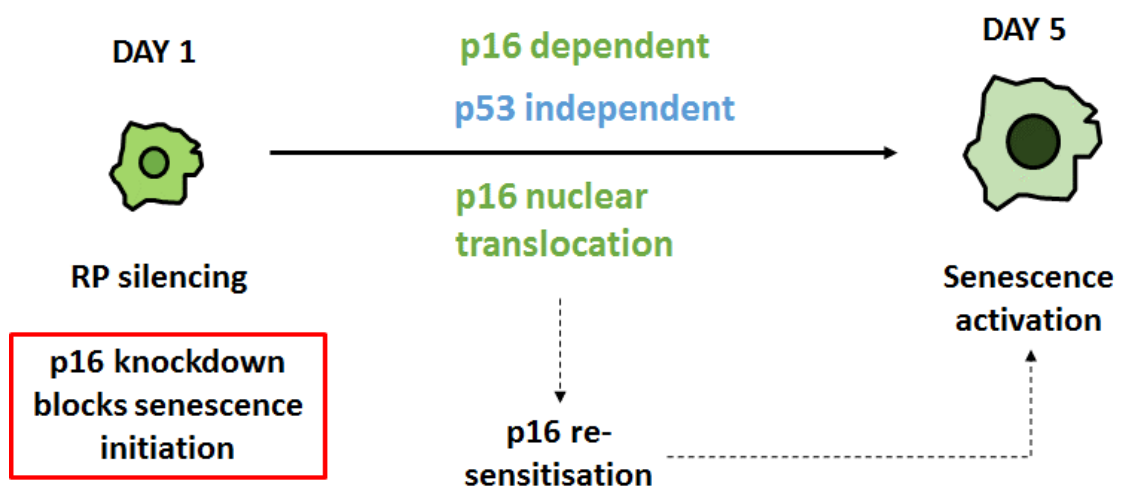 DAY 1
p16 dependent
p53 independent
DAY 5
p16 nuclear
translocation
RP silencing
Senescence
activation
p16 knockdown
blocks senescence
initiation
p16 re-
sensitisation